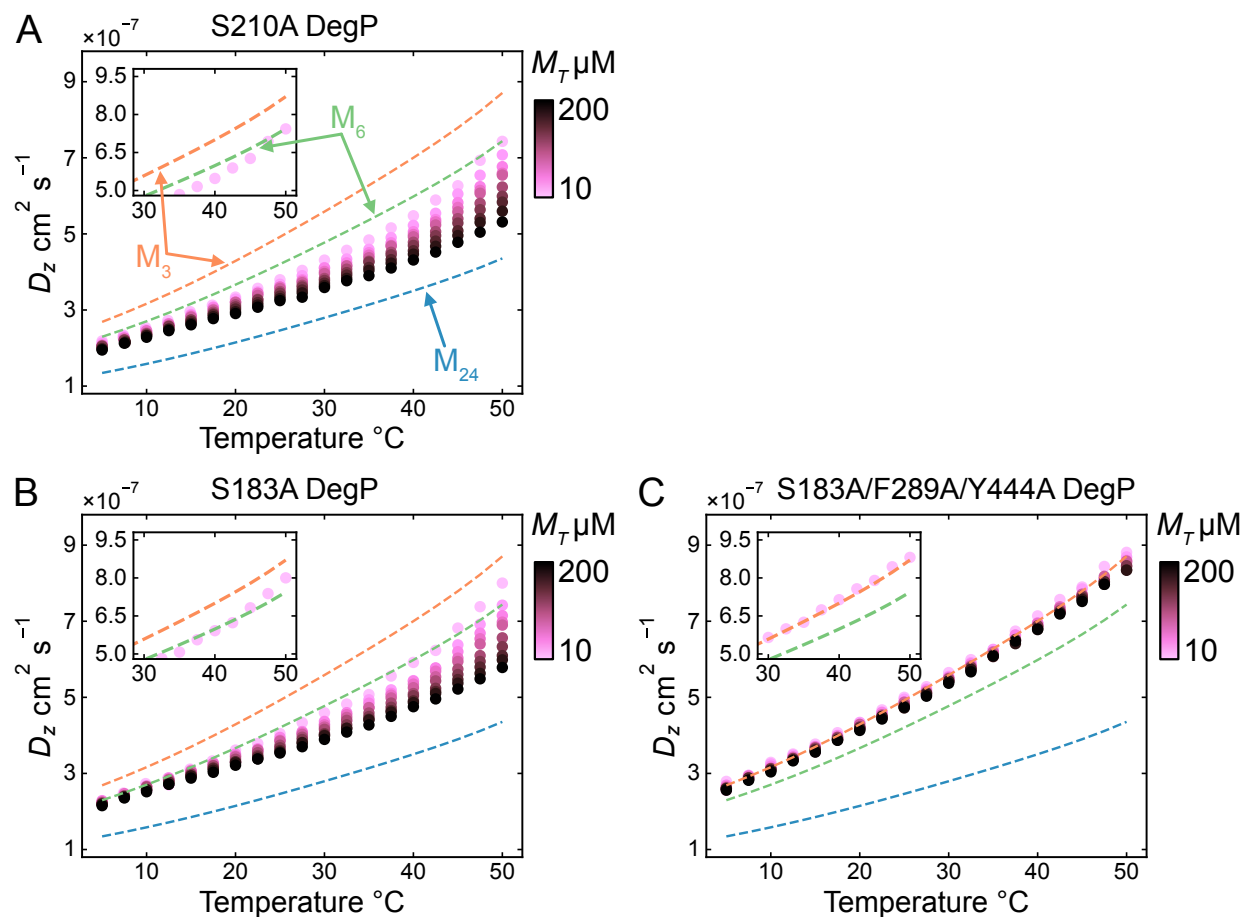 A
×10⁻⁷
S210A DegP
M_T μM
200
10
9
7
5
3
1
D_z cm² s⁻¹
9.5
8.0
6.5
5.0
30 40 50
M₃
M₆
M₂₄
10 20 30 40 50
Temperature °C
B
×10⁻⁷
S183A DegP
M_T μM
200
10
9
7
5
3
1
D_z cm² s⁻¹
9.5
8.0
6.5
5.0
30 40 50
10 20 30 40 50
Temperature °C
C
×10⁻⁷
S183A/F289A/Y444A DegP
M_T μM
200
10
9
7
5
3
1
D_z cm² s⁻¹
9.5
8.0
6.5
5.0
30 40 50
10 20 30 40 50
Temperature °C